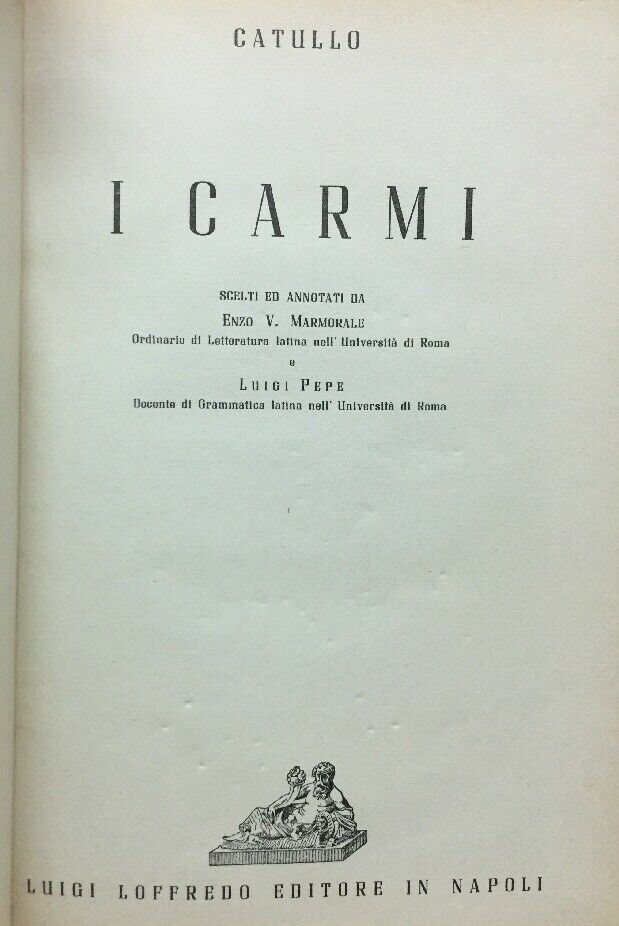 CATULLO
I CARMI
SCELTI ED ANNOTATI DA
ENZO V. MARMORALE
Ordinario di Letteratura latina nell' Università di Roma
e
LUIGI PEPE
Docente di Grammatica latina nell' Università di Roma
LUIGI LOFFREDO EDITORE IN NAPOLI